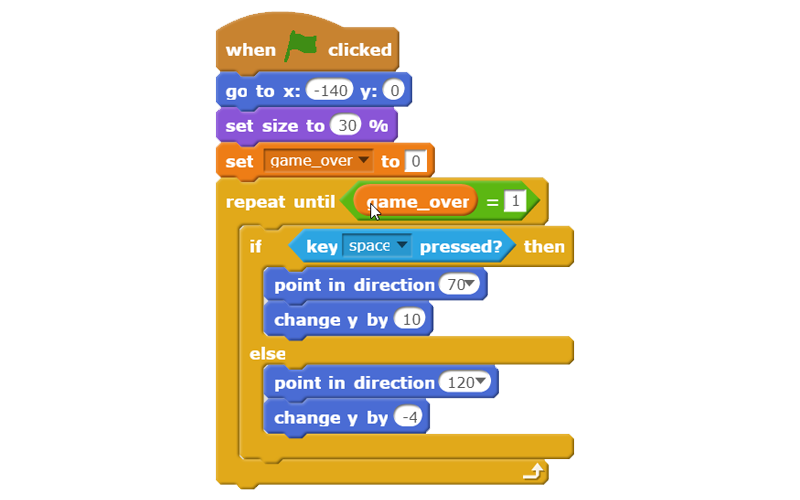 when clicked
go to x: -140 y: 0
set size to 30 %
set game_over to 0
repeat until game_over = 1
if key space pressed? then
point in direction 70
change y by 10
else
point in direction 120
change y by -4